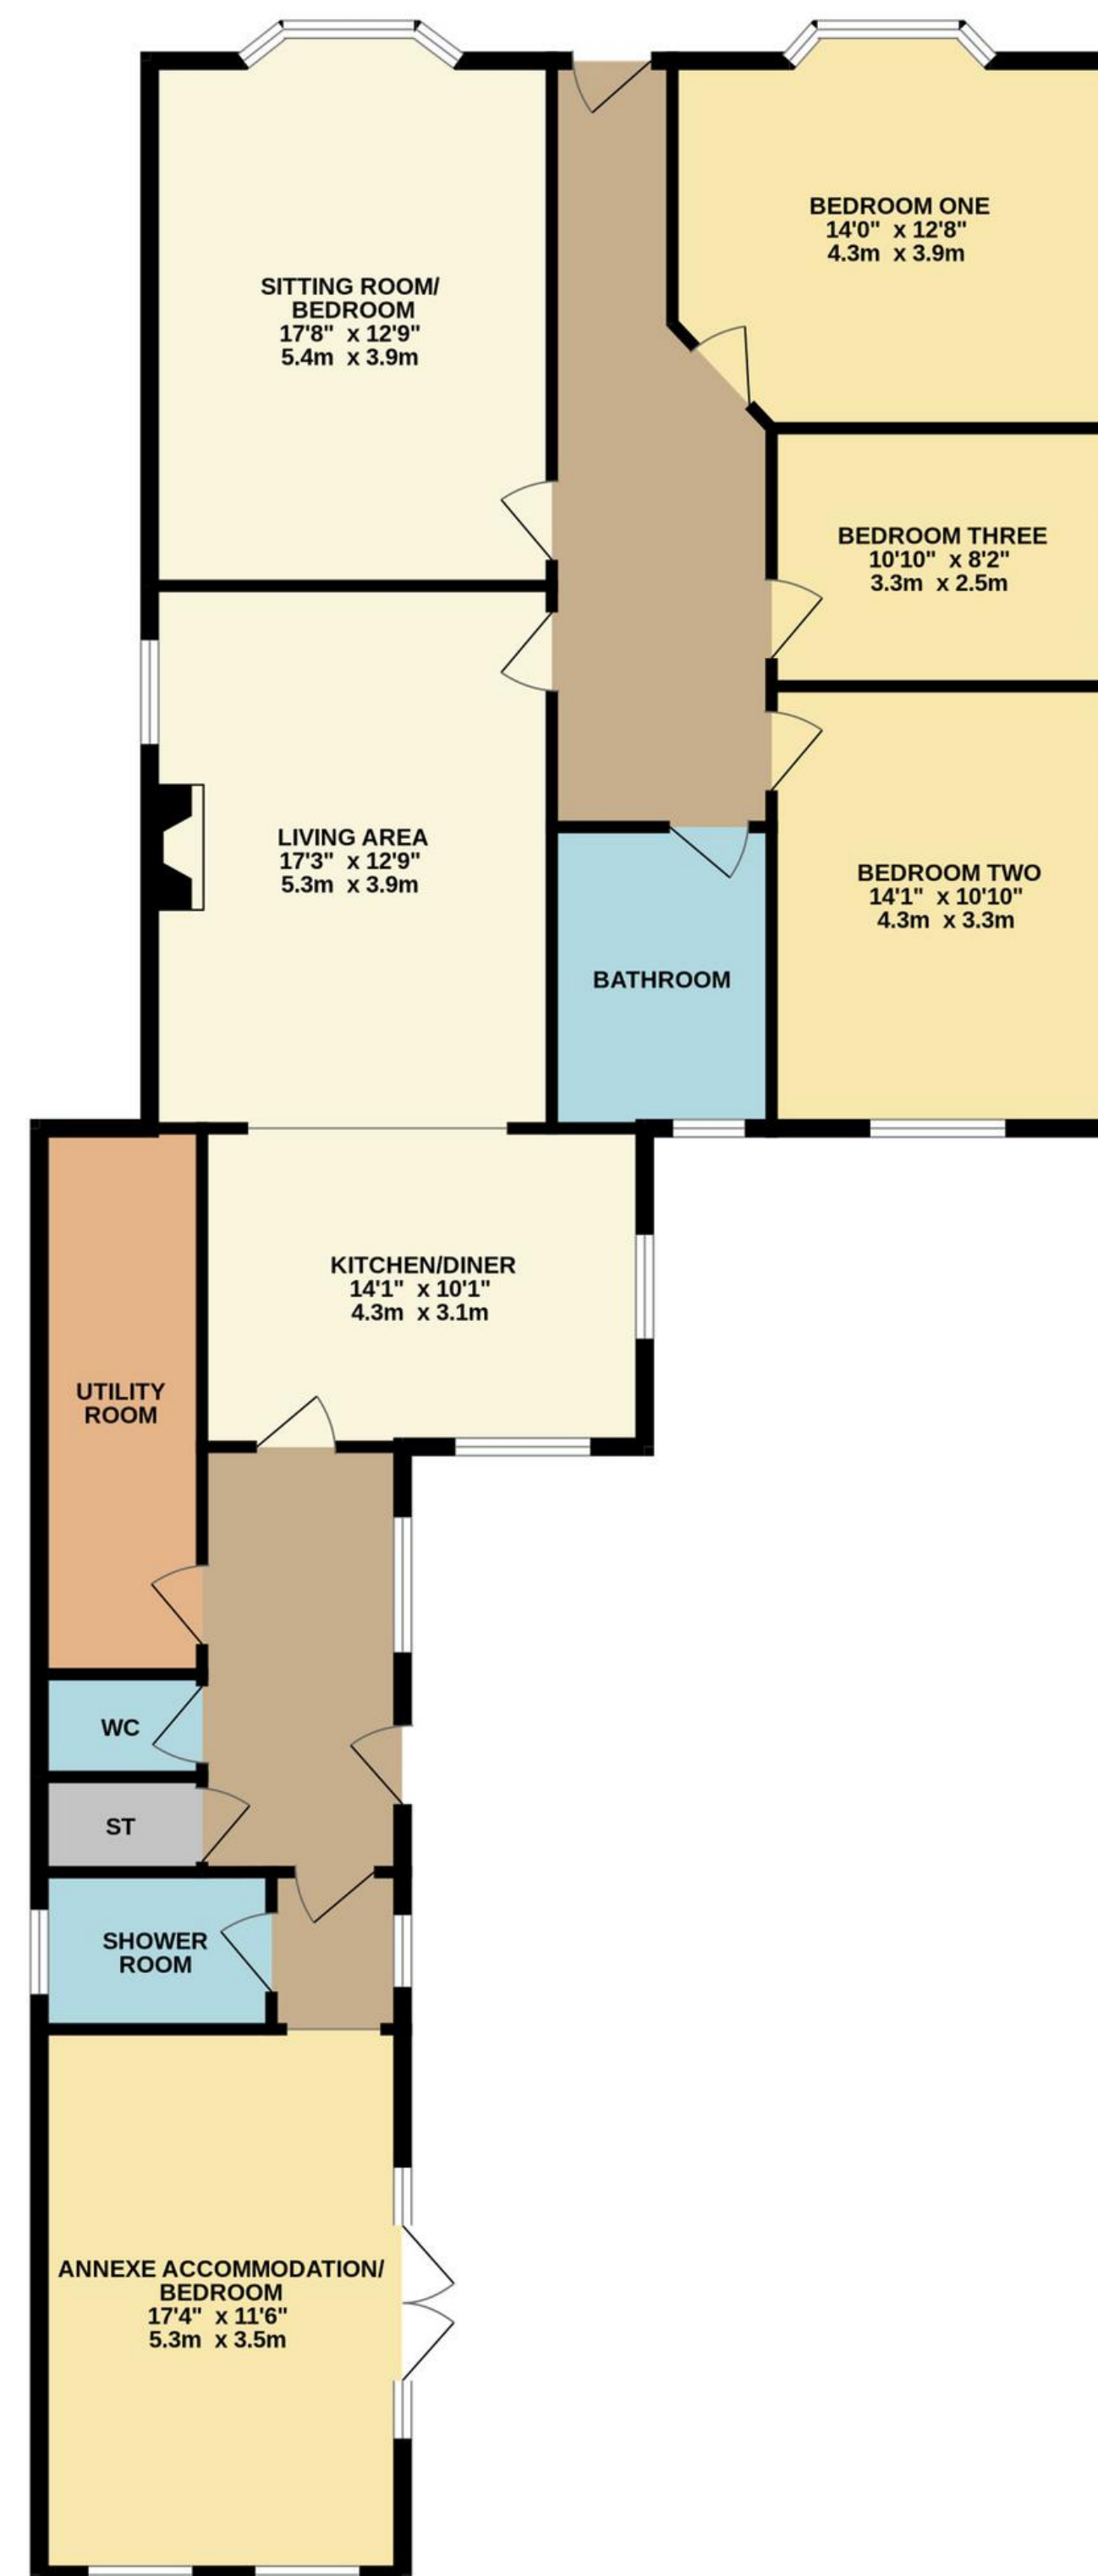 BEDROOM ONE
14'0" x 12'8"
4.3m x 3.9m
SITTING ROOM/
BEDROOM
17'8" x 12'9"
5.4m x 3.9m
BEDROOM THREE
10'10" x 8'2"
3.3m x 2.5m
LIVING AREA
17'3" x 12'9"
5.3m x 3.9m
BEDROOM TWO
14'1" x 10'10"
4.3m x 3.3m
BATHROOM
KITCHEN/DINER
14'1" x 10'1"
4.3m x 3.1m
UTILITY
ROOM
WC
ST
SHOWER
ROOM
ANNEXE ACCOMMODATION/
BEDROOM
17'4" x 11'6"
5.3m x 3.5m